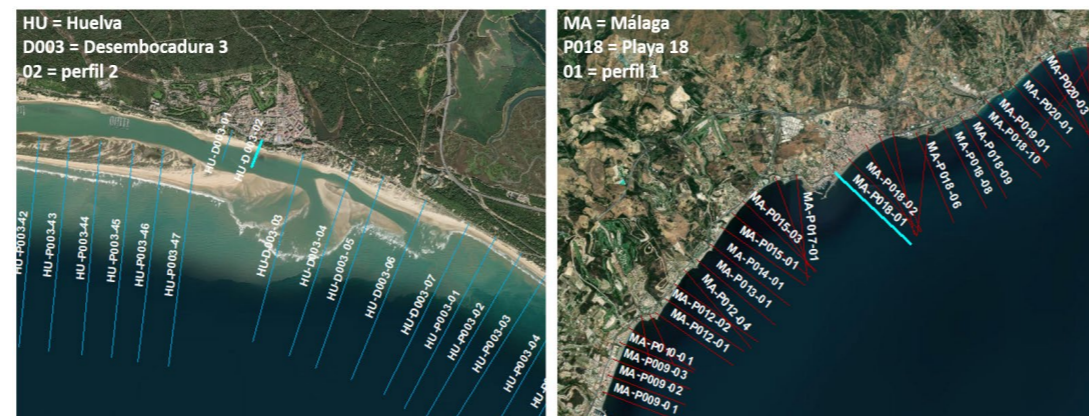 HU = Huelva
D003 = Desembocadura 3
02 = perfil 2
HU-D003-01
HU-D003-02
HU-D003-03
HU-D003-04
HU-D003-05
HU-D003-06
HU-D003-07
HU-P003-01
HU-P003-02
HU-P003-03
HU-P003-04
HU-P003-42
HU-P003-43
HU-P003-44
HU-P003-45
HU-P003-46
HU-P003-47
MA = Málaga
P018 = Playa 18
01 = perfil 1
MA-P020-03
MA-P020-01
MA-P019-01
MA-P018-10
MA-P018-09
MA-P018-08
MA-P018-06
MA-P018-02
MA-P018-01
MA-P017-01
MA-P015-03
MA-P015-01
MA-P014-01
MA-P013-01
MA-P012-04
MA-P012-02
MA-P012-01
MA-P010-01
MA-P009-03
MA-P009-02
MA-P009-01